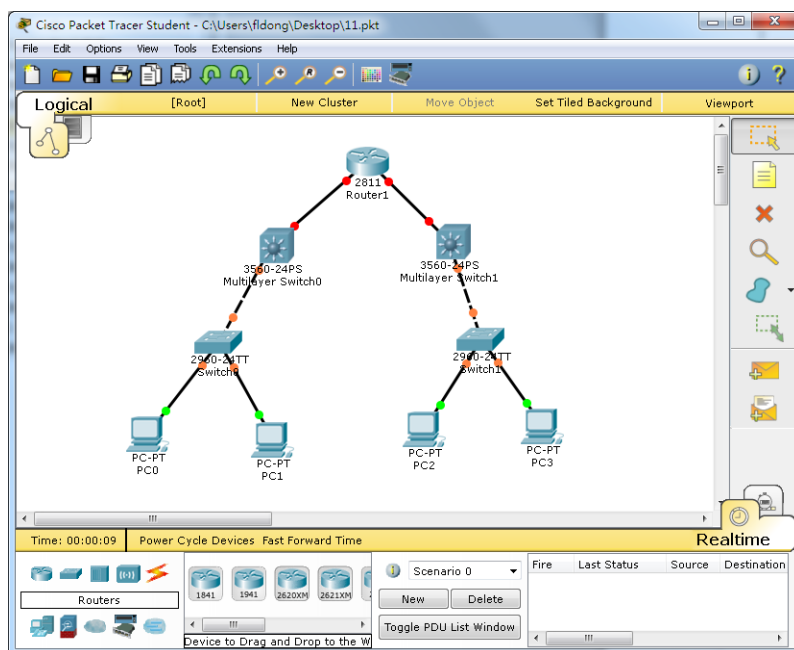 Cisco Packet Tracer Student - C:\Users\fldong\Desktop\11.pkt
File Edit Options View Tools Extensions Help
Logical [Root] New Cluster Move Object Set Tiled Background Viewport
2811
Router1
3560-24PS
Multilayer Switch0
3560-24PS
Multilayer Switch1
2960-24TT
Switch0
2960-24TT
Switch1
PC-PT
PC0
PC-PT
PC1
PC-PT
PC2
PC-PT
PC3
Time: 00:00:09 Power Cycle Devices Fast Forward Time Realtime
Routers
1841 1941 2620XM 2621XM
Device to Drag and Drop to the W
Scenario 0
New Delete
Toggle PDU List Window
Fire Last Status Source Destination